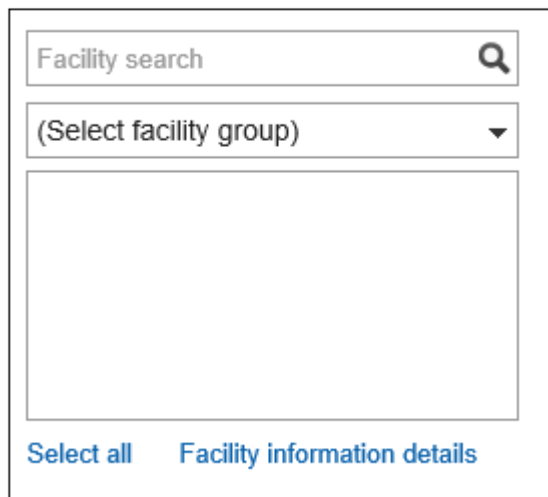 Facility search
(Select facility group)
Select all Facility information details